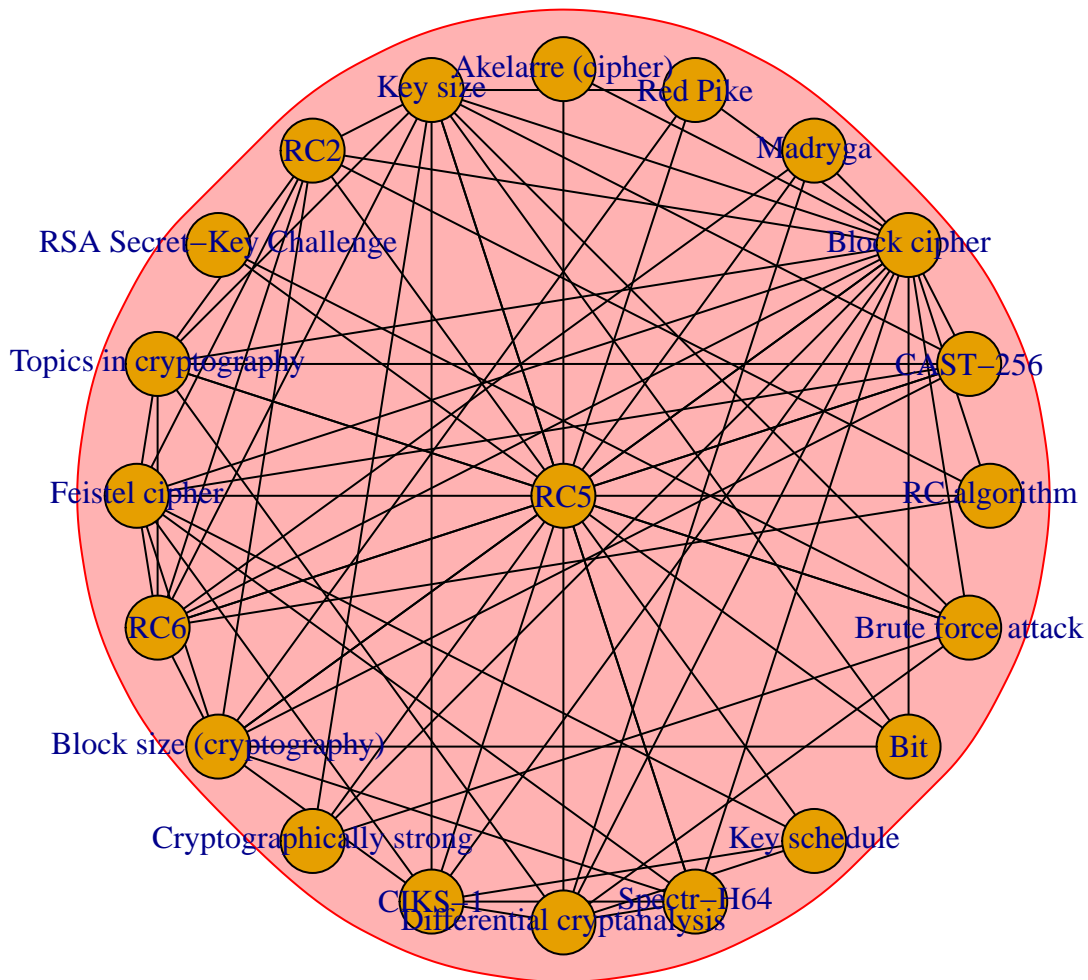 Akelarre (cipher)
Key size
Red Pike
RC2
Madryga
RSA Secret−Key Challenge
Block cipher
Topics in cryptography
CAST−256
Feistel cipher
RC5
RC algorithm
RC6
Brute force attack
Block size (cryptography)
Bit
Cryptographically strong
Key schedule
CIKS−1
Spectr−H64
Differential cryptanalysis